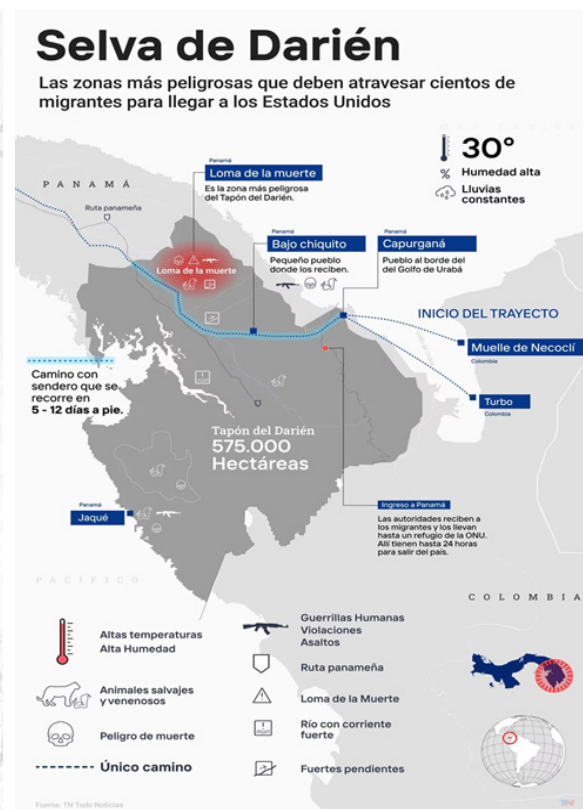 Selva de Darién
Las zonas más peligrosas que deben atravesar cientos de
migrantes para llegar a los Estados Unidos
30°
Humedad alta
Lluvias
constantes
PANAMÁ
Ruta panameña
Panamá
Loma de la muerte
Es la zona más peligrosa
del Tapón del Darién.
Loma de la muerte
Panamá
Bajo chiquito
Pequeño pueblo
donde los reciben.
Panamá
Capurganá
Pueblo al borde del
del Golfo de Urabá
INICIO DEL TRAYECTO
Muelle de Necoclí
Colombia
Turbo
Colombia
Camino con
sendero que se
recorre en
5 - 12 días a pie.
Tapón del Darién
575.000
Hectáreas
Panamá
Jaqué
Ingreso a Panamá
Las autoridades reciben a
los migrantes y los llevan
hasta un refugio de la ONU.
Allí tienen hasta 24 horas
para salir del país.
PACÍFICO
COLOMBIA
Altas temperaturas
Alta Humedad
Animales salvajes
y venenosos
Peligro de muerte
Único camino
Guerrillas Humanas
Violaciones
Asaltos
Ruta panameña
Loma de la Muerte
Río con corriente
fuerte
Fuertes pendientes
Fuente: TN Todo Noticias